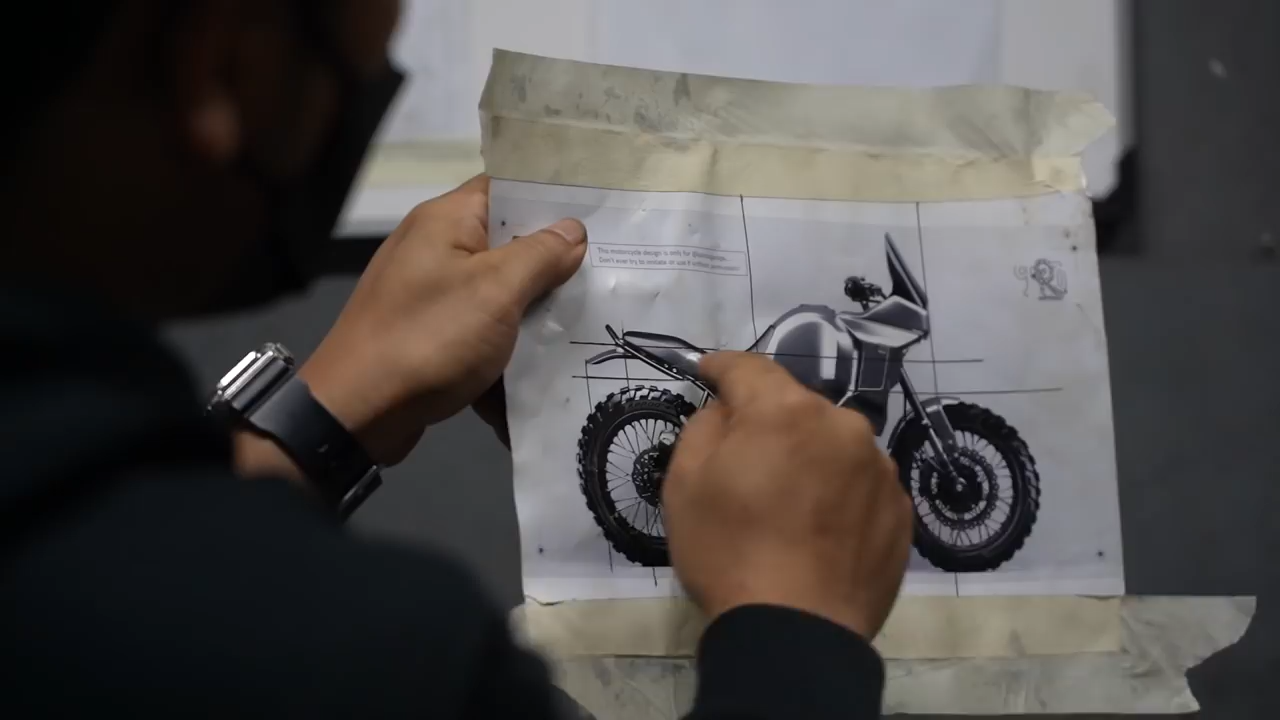 This motorcycle design is only for
Don't ever try to imitate or use it without permission!